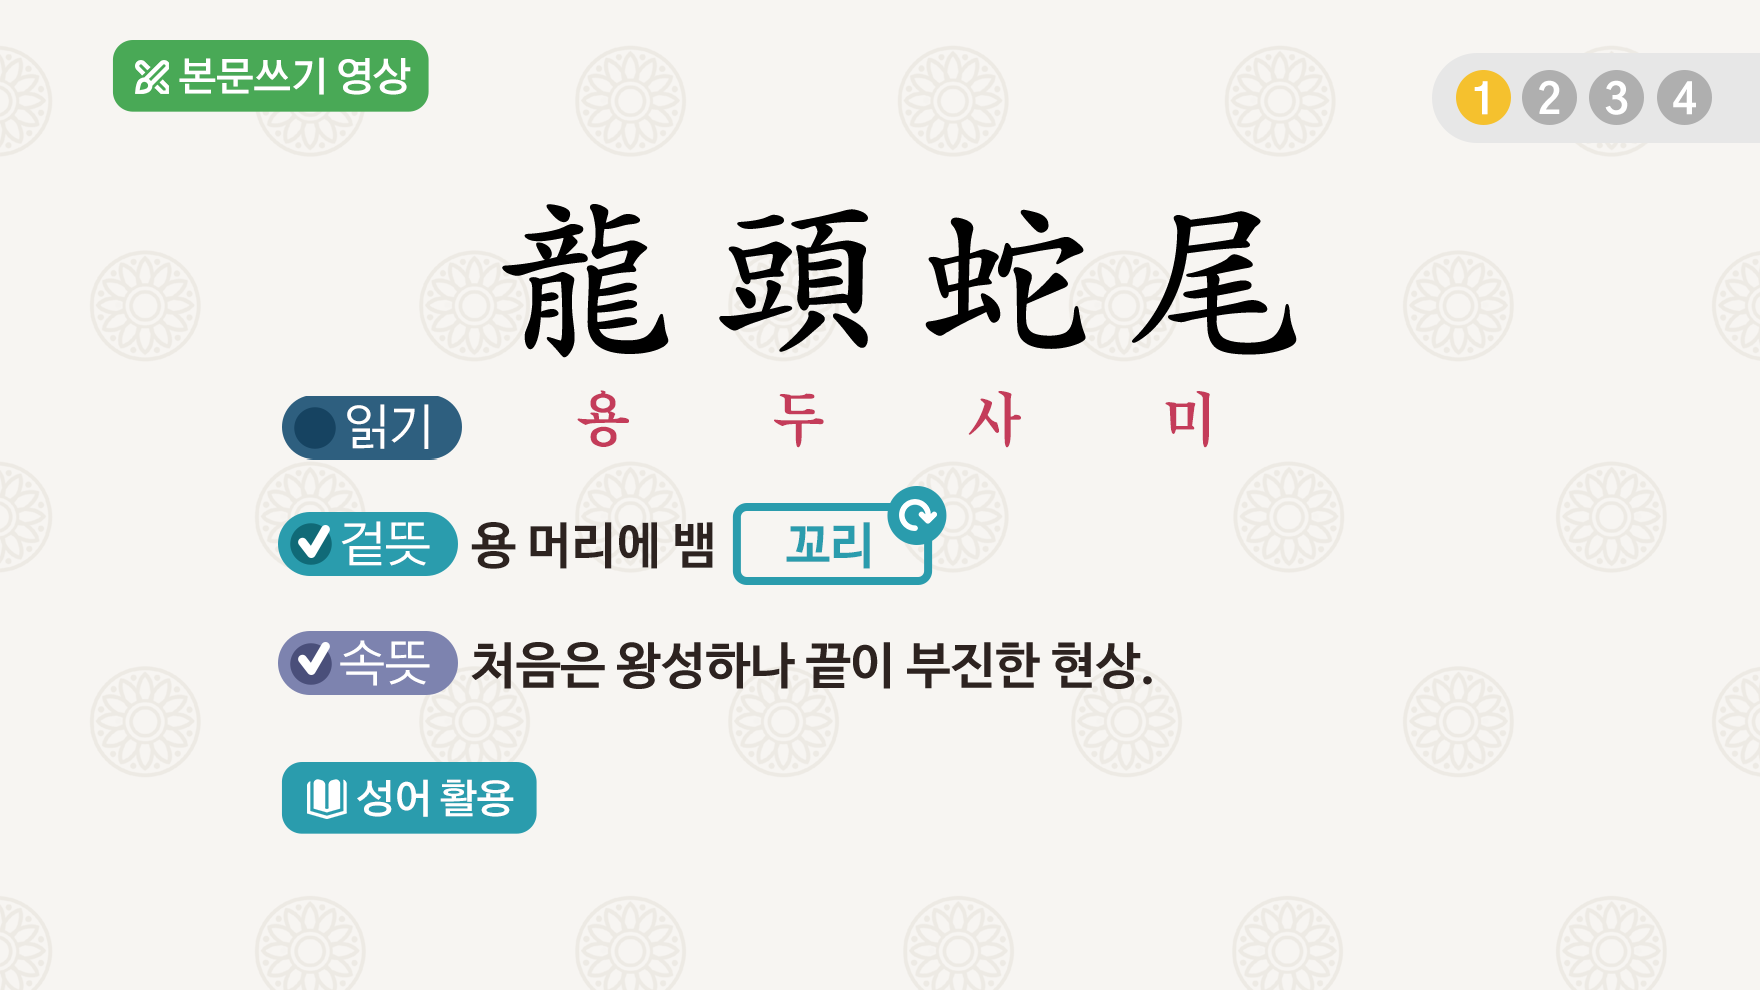 본문쓰기 영상
1 2 3 4
龍 頭 蛇 尾
읽기 용 두 사 미
겉뜻 용 머리에 뱀 꼬리
속뜻 처음은 왕성하나 끝이 부진한 현상.
성어 활용